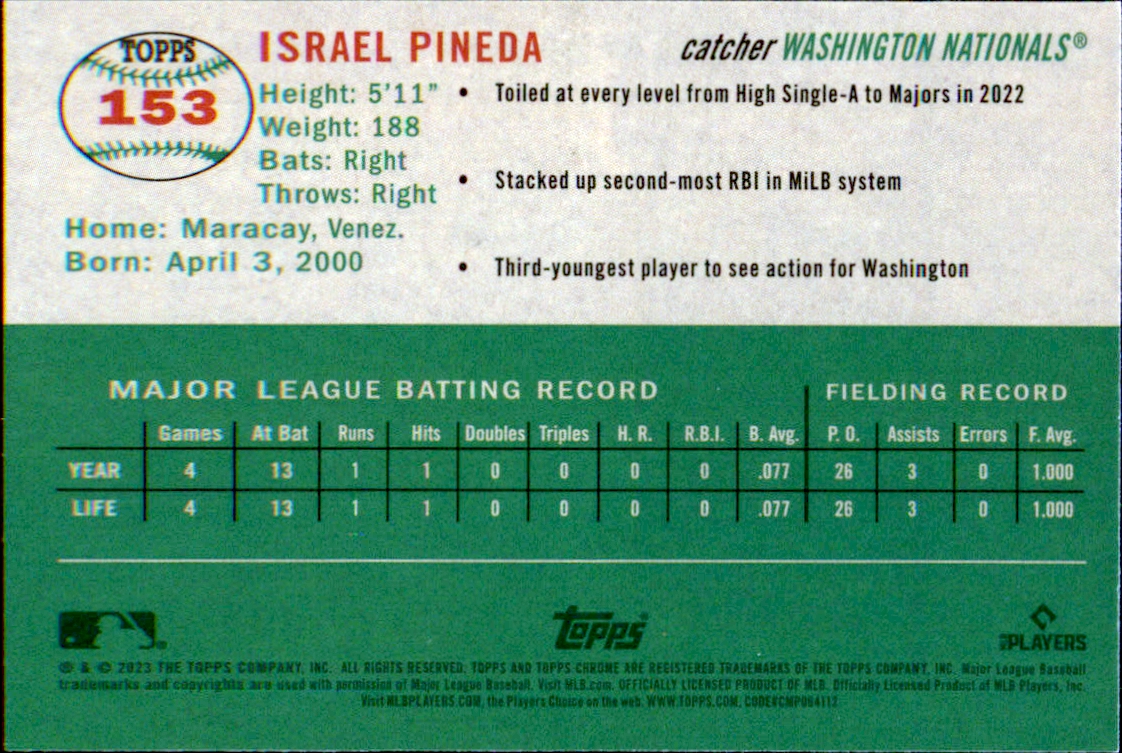 TOPPS
153
ISRAEL PINEDA
catcher WASHINGTON NATIONALS®
Height: 5'11"
Weight: 188
Bats: Right
Throws: Right
Home: Maracay, Venez.
Born: April 3, 2000
• Toiled at every level from High Single-A to Majors in 2022
• Stacked up second-most RBI in MiLB system
• Third-youngest player to see action for Washington
MAJOR LEAGUE BATTING RECORD FIELDING RECORD
Games At Bat Runs Hits Doubles Triples H. R. R.B.I. B. Avg. P. O. Assists Errors F. Avg.
YEAR 4 13 1 1 0 0 0 0 .077 26 3 0 1.000
LIFE 4 13 1 1 0 0 0 0 .077 26 3 0 1.000
topps
PLAYERS
® & © 2023 THE TOPPS COMPANY, INC. ALL RIGHTS RESERVED. TOPPS AND TOPPS CHROME ARE REGISTERED TRADEMARKS OF THE TOPPS COMPANY, INC. Major League Baseball
trademarks and copyrights are used with permission of Major League Baseball. Visit MLB.com. OFFICIALLY LICENSED PRODUCT OF MLB. Officially Licensed Product of MLB Players, Inc.
Visit MLBPLAYERS.COM, the Players Choice on the web. WWW.TOPPS.COM. CODE#CMP084113